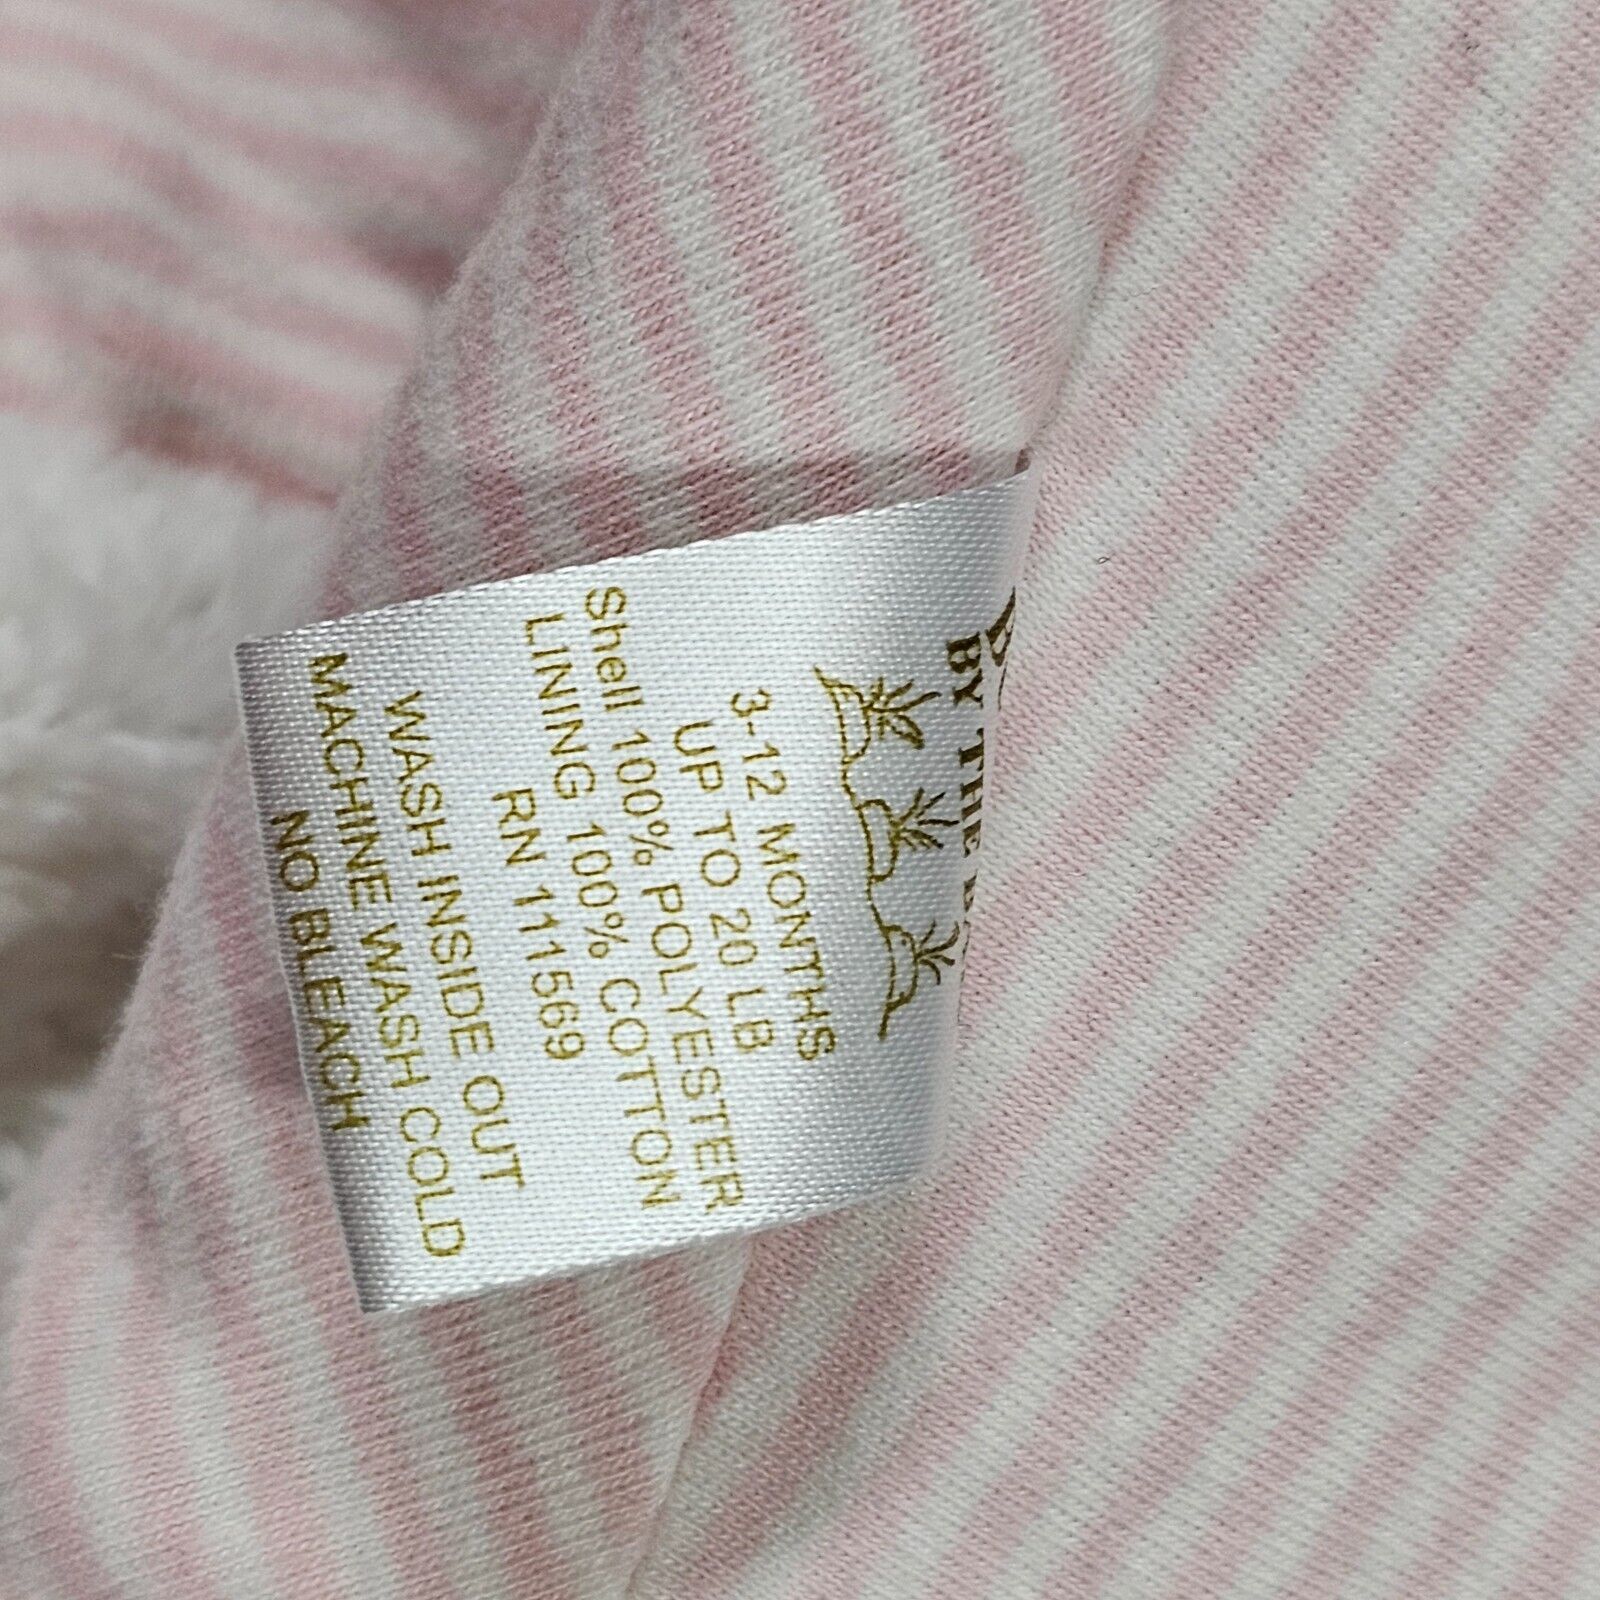 BY THE
3-12 MONTHS
UP TO 20 LB
Shell 100% POLYESTER
LINING 100% COTTON
RN 111569
WASH INSIDE OUT
MACHINE WASH COLD
NO BLEACH